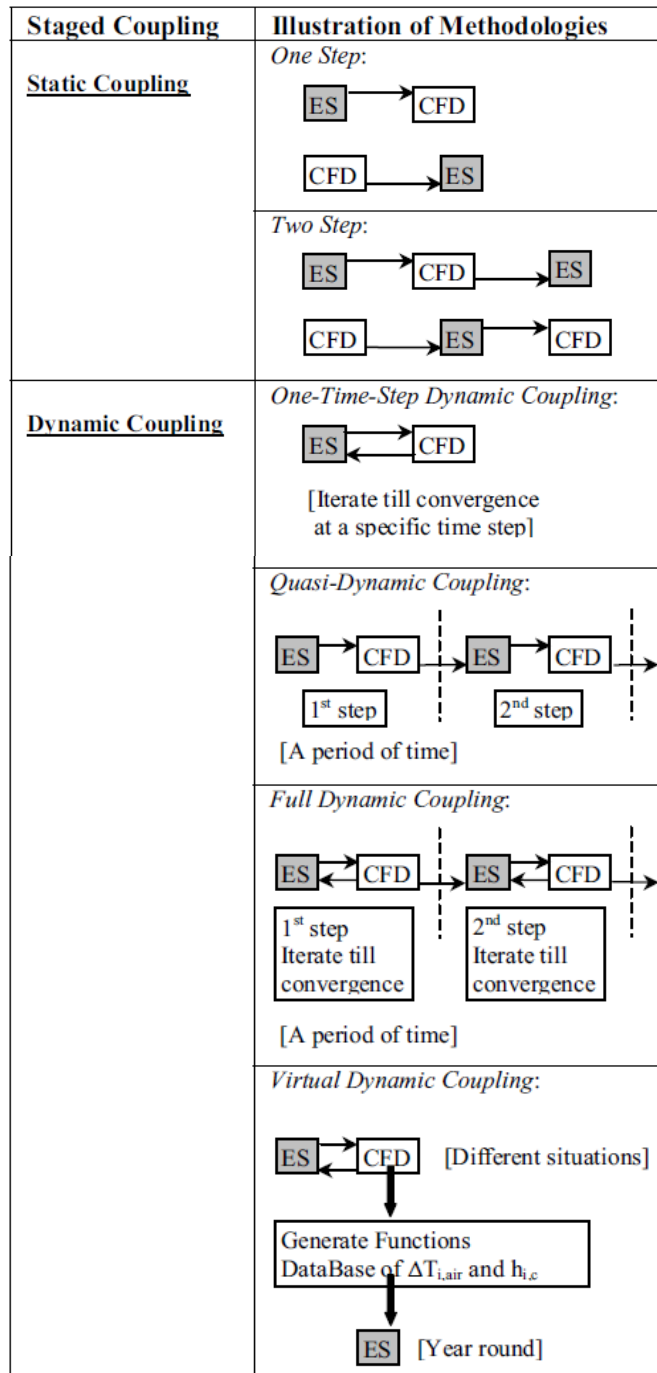 Staged Coupling
Illustration of Methodologies
Static Coupling
One Step:
ES CFD
CFD ES
Two Step:
ES CFD ES
CFD ES CFD
Dynamic Coupling
One-Time-Step Dynamic Coupling:
ES CFD
[Iterate till convergence
at a specific time step]
Quasi-Dynamic Coupling:
ES CFD ES CFD
1st step 2nd step
[A period of time]
Full Dynamic Coupling:
ES CFD ES CFD
1st step
Iterate till
convergence
2nd step
Iterate till
convergence
[A period of time]
Virtual Dynamic Coupling:
ES CFD [Different situations]
Generate Functions
DataBase of ΔTi,air and hi,c
ES [Year round]